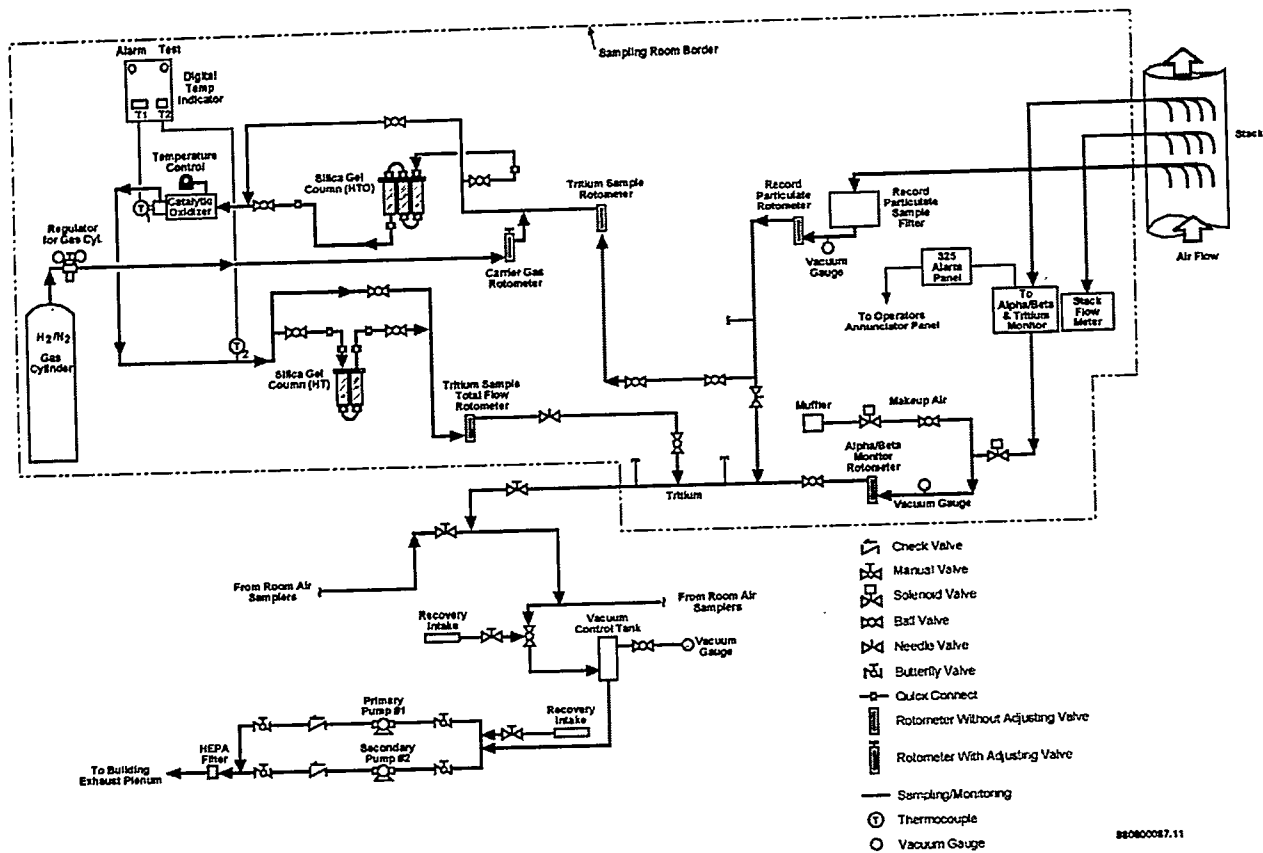 Sampling Room Border
Alarm Test
Digital
Temp
Indicator
T1 T2
Stack
Temperature
Control
Silica Gel
Coumn (HTO)
Catalytic
Oxidizer
T
Tritium Sample
Rotometer
Record
Particulate
Rotometer
Record
Particulate
Sample
Filter
Regulator
for Gas Cyl.
Carrier Gas
Rotometer
Vacuum
Gauge
325
Alarm
Panel
Air Flow
To Operators
Annunciator Panel
To
Alpha/Beta
& Tritium
Monitor
Stack
Flow
Meter
H2/N2
Gas
Cylinder
T 2
Silica Gel
Coumn (HT)
Tritium Sample
Total Flow
Rotometer
Muffler
Makeup Air
Alpha/Beta
Monitor
Rotometer
Vacuum Gauge
Tritium
From Room Air
Samplers
From Room Air
Samplers
Recovery
Intake
Vacuum
Control Tank
Vacuum
Gauge
Primary
Pump #1
Recovery
Intake
HEPA
Filter
Secondary
Pump #2
To Building
Exhaust Plenum
Check Valve
Manual Valve
Solenoid Valve
Ball Valve
Needle Valve
Butterfly Valve
Quick Connect
Rotometer Without Adjusting Valve
Rotometer With Adjusting Valve
Sampling/Monitoring
T Thermocouple
Vacuum Gauge